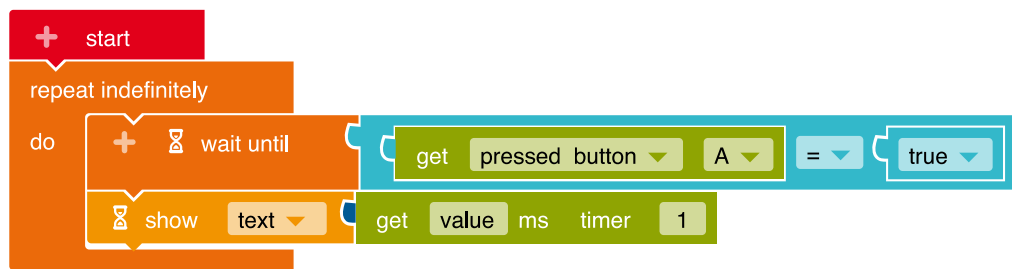 + start
repeat indefinitely
do + wait until get pressed button A = true
show text get value ms timer 1